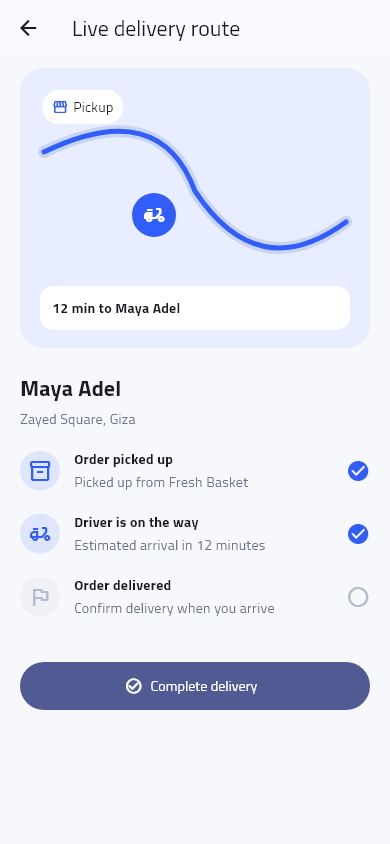 Live delivery route
Pickup
12 min to Maya Adel
Maya Adel
Zayed Square, Giza
Order picked up
Picked up from Fresh Basket
Driver is on the way
Estimated arrival in 12 minutes
Order delivered
Confirm delivery when you arrive
Complete delivery